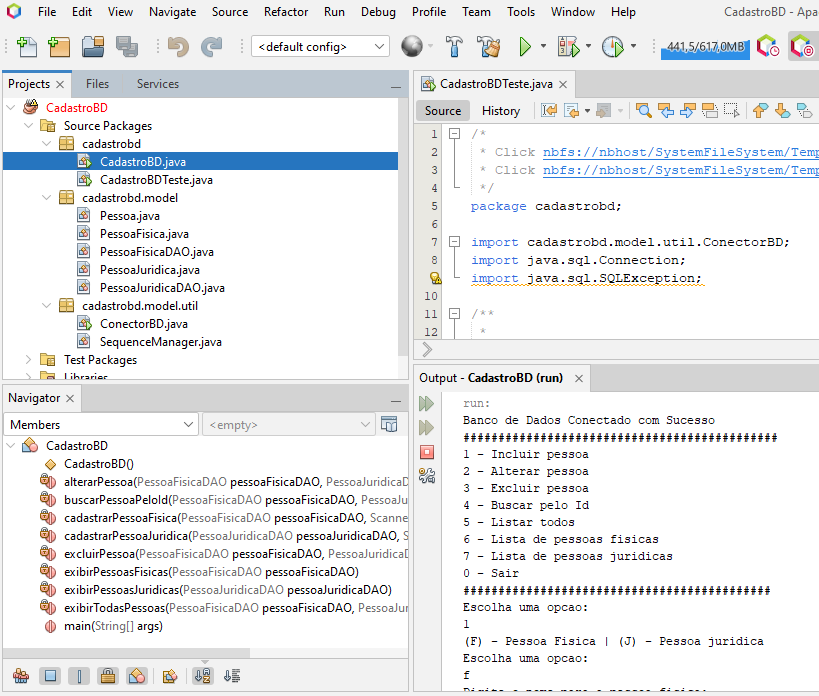 File Edit View Navigate Source Refactor Run Debug Profile Team Tools Window Help CadastroBD - Apa
<default config> 441,5/617,0MB
Projects Files Services
CadastroBD
Source Packages
cadastrobd
CadastroBD.java
CadastroBDTeste.java
cadastrobd.model
Pessoa.java
PessoaFisica.java
PessoaFisicaDAO.java
PessoaJuridica.java
PessoaJuridicaDAO.java
cadastrobd.model.util
ConectorBD.java
SequenceManager.java
Test Packages
Libraries
Navigator
Members <empty>
CadastroBD
CadastroBD()
alterarPessoa(PessoaFisicaDAO pessoaFisicaDAO, PessoaJuridicaD
buscarPessoaPeloId(PessoaFisicaDAO pessoaFisicaDAO, PessoaJu
cadastrarPessoaFisica(PessoaFisicaDAO pessoaFisicaDAO, Scanne
cadastrarPessoaJuridica(PessoaJuridicaDAO pessoaJuridicaDAO, S
excluirPessoa(PessoaFisicaDAO pessoaFisicaDAO, PessoaJuridicaD
exibirPessoasFisicas(PessoaFisicaDAO pessoaFisicaDAO)
exibirPessoasJuridicas(PessoaJuridicaDAO pessoaJuridicaDAO)
exibirTodasPessoas(PessoaFisicaDAO pessoaFisicaDAO, PessoaJur
main(String[] args)
CadastroBDTeste.java
Source History
1 /*
2 * Click nbfs://nbhost/SystemFileSystem/Temp
3 * Click nbfs://nbhost/SystemFileSystem/Temp
4 */
5 package cadastrobd;
6
7 import cadastrobd.model.util.ConectorBD;
8 import java.sql.Connection;
import java.sql.SQLException;
10
11 /**
12 *
Output - CadastroBD (run)
run:
Banco de Dados Conectado com Sucesso
#############################################
1 - Incluir pessoa
2 - Alterar pessoa
3 - Excluir pessoa
4 - Buscar pelo Id
5 - Listar todos
6 - Lista de pessoas fisicas
7 - Lista de pessoas juridicas
0 - Sair
############################################
Escolha uma opcao:
1
(F) - Pessoa Fisica | (J) - Pessoa juridica
Escolha uma opcao:
f
Digite o nome para a pessoa fisica: